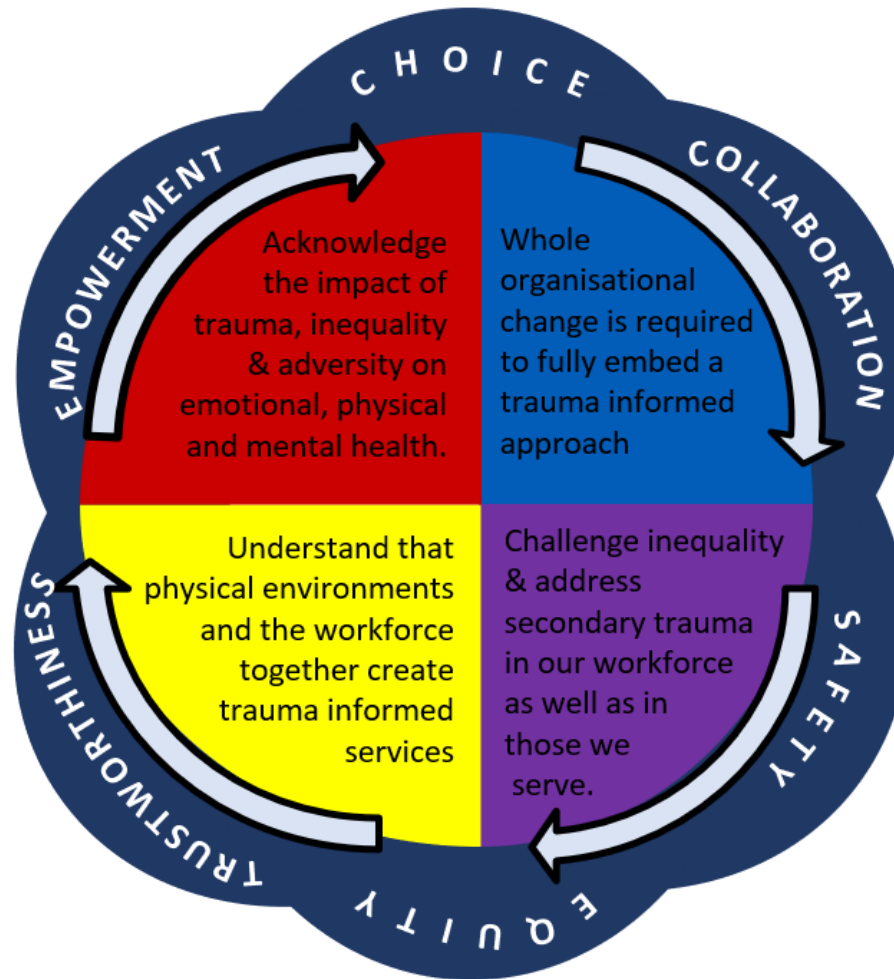 CHOICE
COLLABORATION
SAFETY
EQUITY
TRUSTWORTHINESS
EMPOWERMENT
Acknowledge
the impact of
trauma, inequality
& adversity on
emotional, physical
and mental health.
Whole
organisational
change is required
to fully embed a
trauma informed
approach
Understand that
physical environments
and the workforce
together create
trauma informed
services
Challenge inequality
& address
secondary trauma
in our workforce
as well as in
those we
serve.